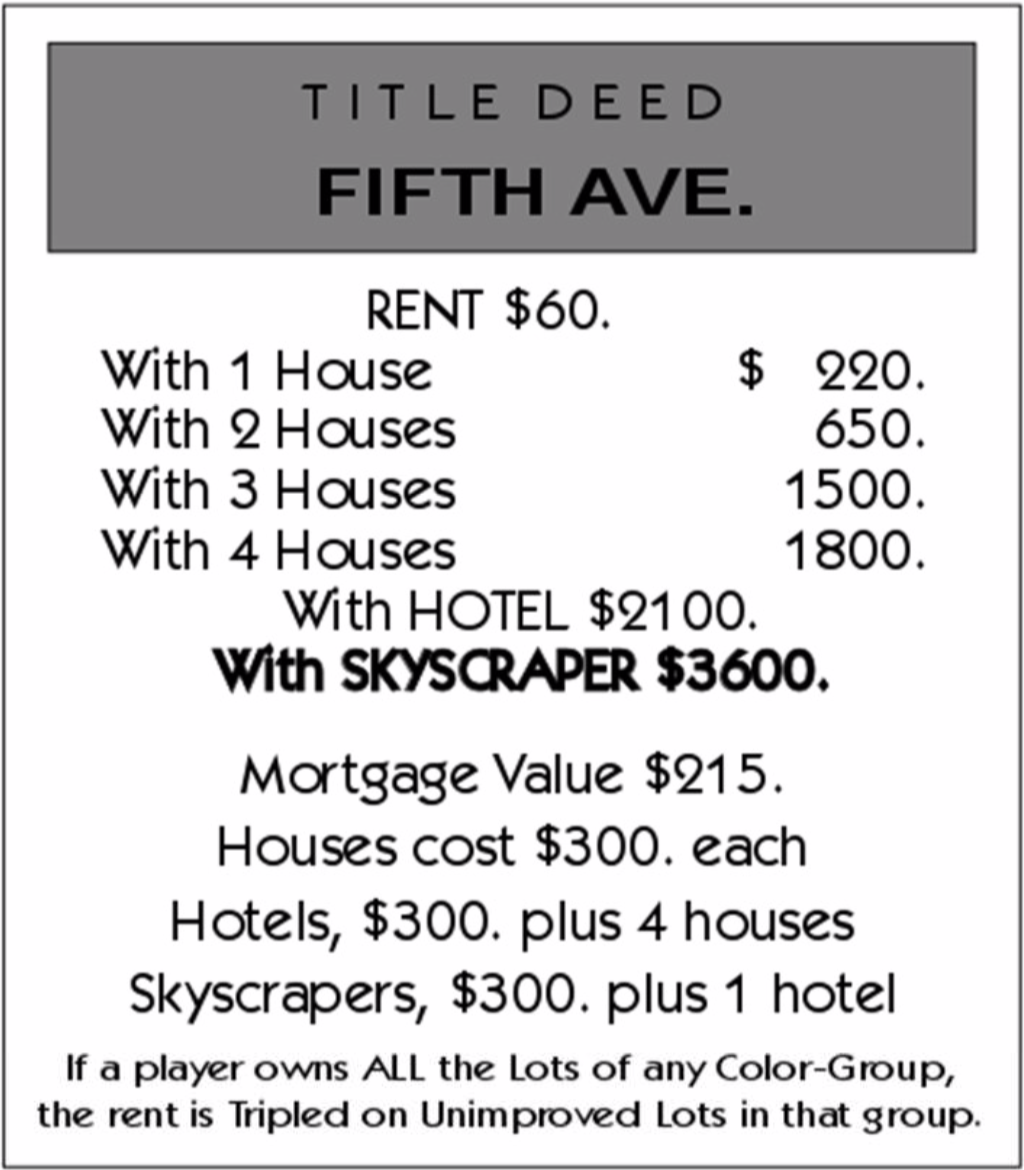 TITLE DEED
FIFTH AVE.
RENT $60.
With 1 House $ 220.
With 2 Houses 650.
With 3 Houses 1500.
With 4 Houses 1800.
With HOTEL $2100.
With SKYSCRAPER $3600.
Mortgage Value $215.
Houses cost $300. each
Hotels, $300. plus 4 houses
Skyscrapers, $300. plus 1 hotel
If a player owns ALL the Lots of any Color-Group,
the rent is Tripled on Unimproved Lots in that group.